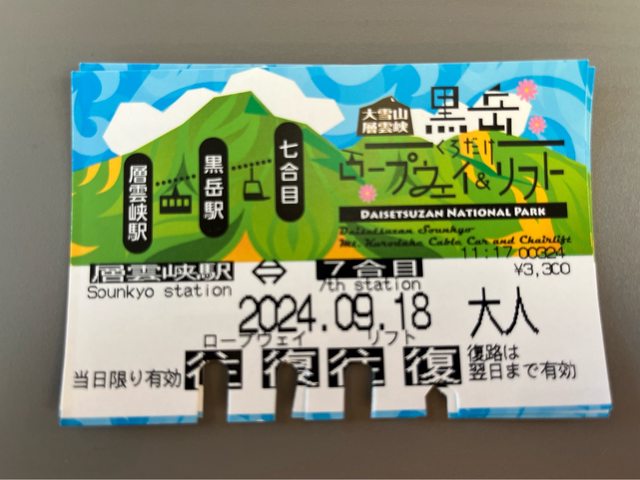 大雪山
層雲峡
黒岳
くろだけ
ロープウェイ&リフト
DAISETSUZAN NATIONAL PARK
Daisetsuzan Sounkyo
Mt. Kurodake Cable Car and Chairlift
七合目
黒岳駅
層雲峡駅
11:17 00324
¥3,300
層雲峡駅 ⇔ 7合目
Sounkyo station 7th station
2024.09.18 大人
ロープウェイ リフト
当日限り有効 往 復 往 復 復路は
翌日まで有効